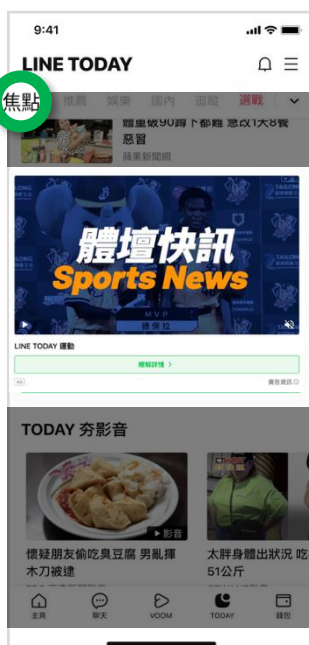 9:41
LINE TODAY
焦點 推薦 娛樂 國內 追蹤 選戰
體重破90蹲下都難 急改1天8餐
惡習
蘋果新聞網
體壇快訊
Sports News
MVP
德保拉
LINE TODAY 運動
瞭解詳情 >
AD 廣告資訊
TODAY 夯影音
影音
懷疑朋友偷吃臭豆腐 男亂揮
木刀被逮
太胖身體出狀況 吃
51公斤
主頁 聊天 VOOM TODAY 錢包